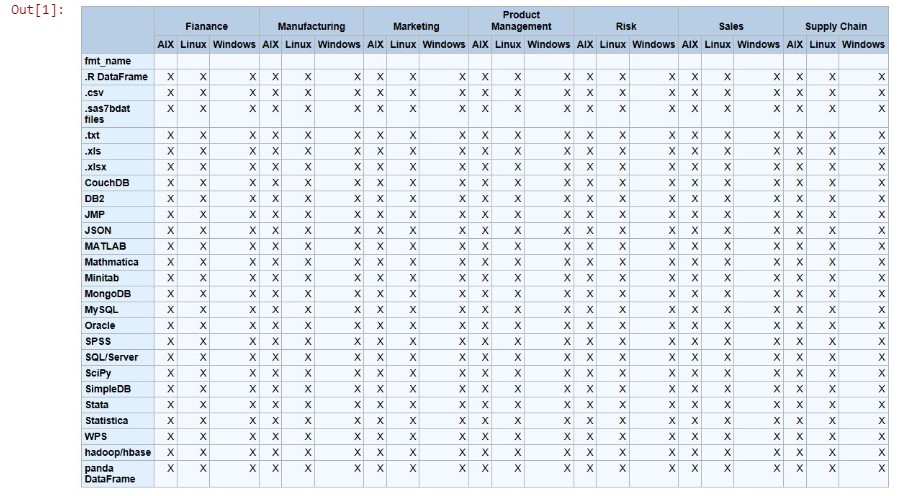 Out[1]:
Fianance Manufacturing Marketing Product Management Risk Sales Supply Chain
AIX Linux Windows AIX Linux Windows AIX Linux Windows AIX Linux Windows AIX Linux Windows AIX Linux Windows AIX Linux Windows
fmt_name
.R DataFrame X X X X X X X X X X X X X X X X X X X X X
.csv X X X X X X X X X X X X X X X X X X X X X
.sas7bdat files X X X X X X X X X X X X X X X X X X X X X
.txt X X X X X X X X X X X X X X X X X X X X X
.xls X X X X X X X X X X X X X X X X X X X X X
.xlsx X X X X X X X X X X X X X X X X X X X X X
CouchDB X X X X X X X X X X X X X X X X X X X X X
DB2 X X X X X X X X X X X X X X X X X X X X X
JMP X X X X X X X X X X X X X X X X X X X X X
JSON X X X X X X X X X X X X X X X X X X X X X
MATLAB X X X X X X X X X X X X X X X X X X X X X
Mathmatica X X X X X X X X X X X X X X X X X X X X X
Minitab X X X X X X X X X X X X X X X X X X X X X
MongoDB X X X X X X X X X X X X X X X X X X X X X
MySQL X X X X X X X X X X X X X X X X X X X X X
Oracle X X X X X X X X X X X X X X X X X X X X X
SPSS X X X X X X X X X X X X X X X X X X X X X
SQL/Server X X X X X X X X X X X X X X X X X X X X X
SciPy X X X X X X X X X X X X X X X X X X X X X
SimpleDB X X X X X X X X X X X X X X X X X X X X X
Stata X X X X X X X X X X X X X X X X X X X X X
Statistica X X X X X X X X X X X X X X X X X X X X X
WPS X X X X X X X X X X X X X X X X X X X X X
hadoop/hbase X X X X X X X X X X X X X X X X X X X X X
panda DataFrame X X X X X X X X X X X X X X X X X X X X X